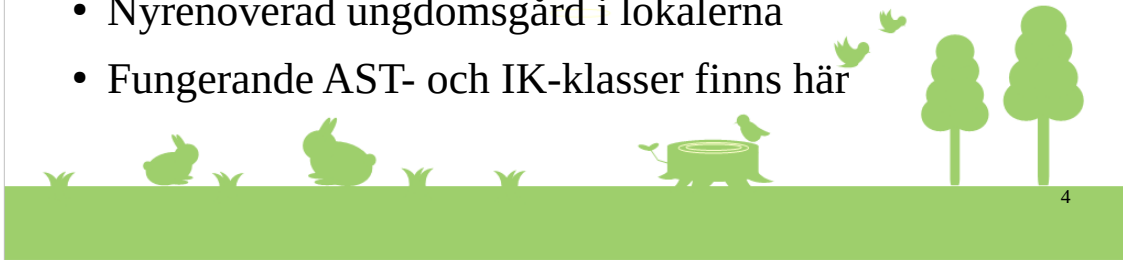 • Nyrenoverad ungdomsgård i lokalerna
• Fungerande AST- och IK-klasser finns här
4